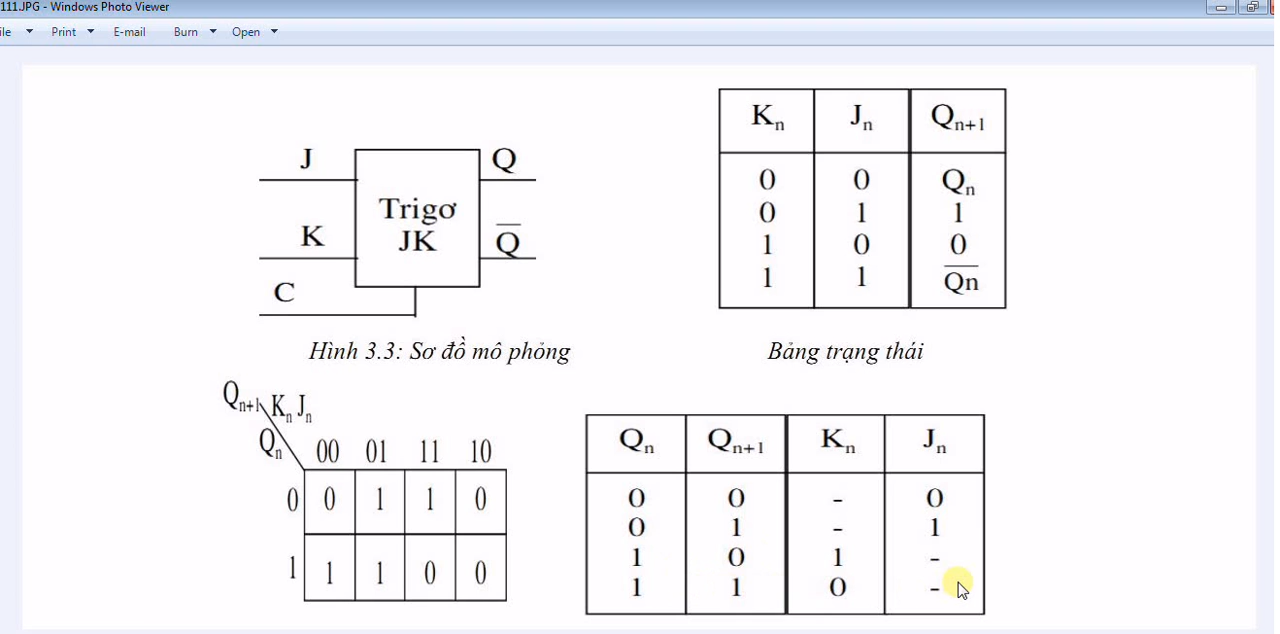 111.JPG - Windows Photo Viewer
ile Print E-mail Burn Open
J Q
Trigơ
JK
K Q̅
C
Hình 3.3: Sơ đồ mô phỏng
Kn Jn Qn+1
0 0 Qn
0 1 1
1 0 0
1 1 Q̅n̅
Bảng trạng thái
Qn+1 Kn Jn
Qn 00 01 11 10
0 0 1 1 0
1 1 1 0 0
Qn Qn+1 Kn Jn
0 0 - 0
0 1 - 1
1 0 1 -
1 1 0 -